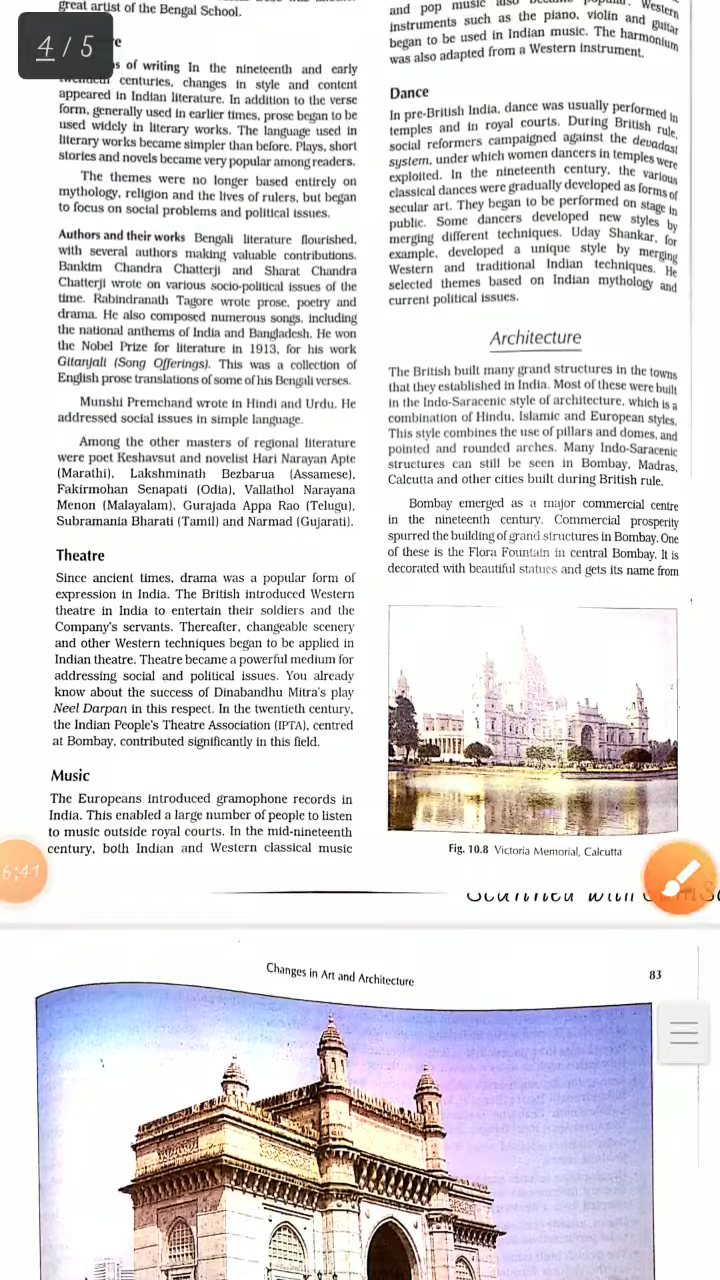 great artist of the Bengal School.
4 / 5
s of writing In the nineteenth and early
twentieth centuries, changes in style and content
appeared in Indian literature. In addition to the verse
form, generally used in earlier times, prose began to be
used widely in literary works. The language used in
literary works became simpler than before. Plays, short
stories and novels became very popular among readers.
The themes were no longer based entirely on
mythology, religion and the lives of rulers, but began
to focus on social problems and political issues.
Authors and their works Bengali literature flourished,
with several authors making valuable contributions.
Bankim Chandra Chatterji and Sharat Chandra
Chatterji wrote on various socio-political issues of the
time. Rabindranath Tagore wrote prose, poetry and
drama. He also composed numerous songs, including
the national anthems of India and Bangladesh. He won
the Nobel Prize for literature in 1913, for his work
Gitanjali (Song Offerings). This was a collection of
English prose translations of some of his Bengali verses.
Munshi Premchand wrote in Hindi and Urdu. He
addressed social issues in simple language.
Among the other masters of regional literature
were poet Keshavsut and novelist Hari Narayan Apte
(Marathi), Lakshminath Bezbarua (Assamese),
Fakirmohan Senapati (Odia), Vallathol Narayana
Menon (Malayalam), Gurajada Appa Rao (Telugu),
Subramania Bharati (Tamil) and Narmad (Gujarati).
Theatre
Since ancient times, drama was a popular form of
expression in India. The British introduced Western
theatre in India to entertain their soldiers and the
Company's servants. Thereafter, changeable scenery
and other Western techniques began to be applied in
Indian theatre. Theatre became a powerful medium for
addressing social and political issues. You already
know about the success of Dinabandhu Mitra's play
Neel Darpan in this respect. In the twentieth century,
the Indian People's Theatre Association (IPTA), centred
at Bombay, contributed significantly in this field.
Music
The Europeans introduced gramophone records in
India. This enabled a large number of people to listen
to music outside royal courts. In the mid-nineteenth
century, both Indian and Western classical music
6:41
and pop music also became Western
instruments such as the piano, violin and guitar
began to be used in Indian music. The harmonium
was also adapted from a Western instrument.
Dance
In pre-British India, dance was usually performed in
temples and in royal courts. During British rule,
social reformers campaigned against the devadasi
system, under which women dancers in temples were
exploited. In the nineteenth century, the various
classical dances were gradually developed as forms of
secular art. They began to be performed on stage in
public. Some dancers developed new styles by
merging different techniques. Uday Shankar, for
example, developed a unique style by merging
Western and traditional Indian techniques. He
selected themes based on Indian mythology and
current political issues.
Architecture
The British built many grand structures in the towns
that they established in India. Most of these were built
in the Indo-Saracenic style of architecture, which is a
combination of Hindu, Islamic and European styles.
This style combines the use of pillars and domes, and
pointed and rounded arches. Many Indo-Saracenic
structures can still be seen in Bombay, Madras,
Calcutta and other cities built during British rule.
Bombay emerged as a major commercial centre
in the nineteenth century. Commercial prosperity
spurred the building of grand structures in Bombay. One
of these is the Flora Fountain in central Bombay. It is
decorated with beautiful statues and gets its name from
Fig. 10.8 Victoria Memorial, Calcutta
Scanned with
Changes in Art and Architecture
83